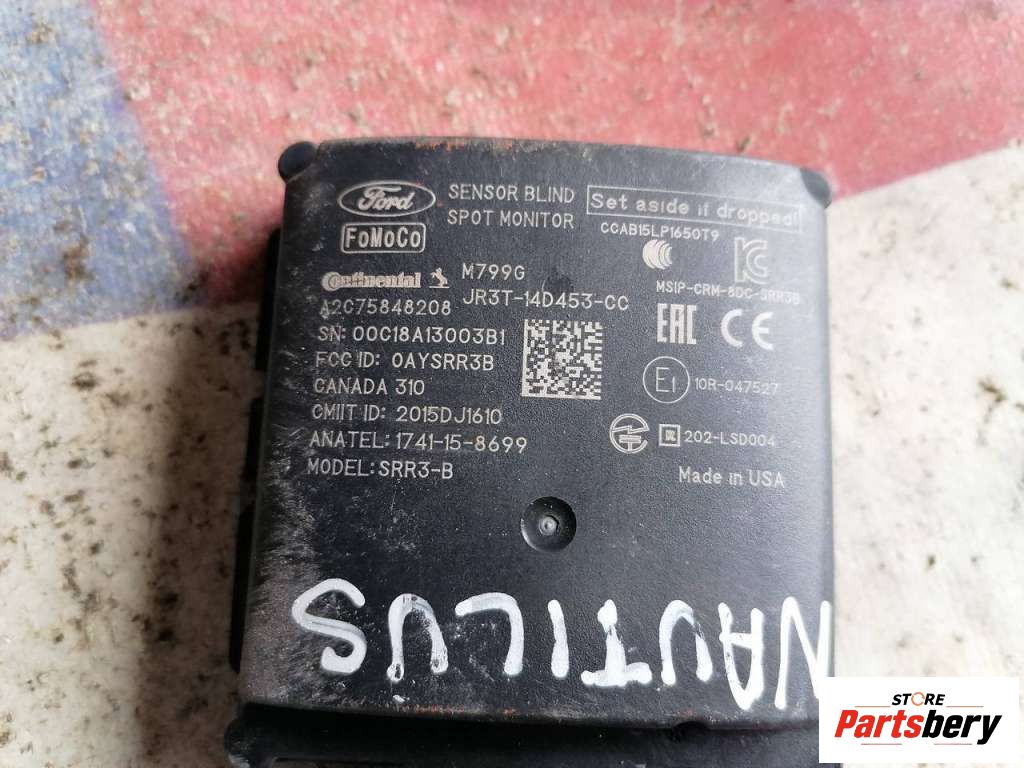 Ford
SENSOR BLIND
SPOT MONITOR
Set aside if dropped!
FoMoCo
CCAB15LP1650T9
Continental
M799G
MSIP-CRM-8DC-SRR3B
A2C75848208
JR3T-14D453-CC
SN: 00C18A13003B1
EAC CE
FCC ID: OAYSRR3B
CANADA 310
E1 10R-047527
CMIIT ID: 2015DJ1610
ANATEL: 1741-15-8699
R 202-LSD004
MODEL: SRR3-B
Made in USA
NAUTILUS
STORE
Partsbery